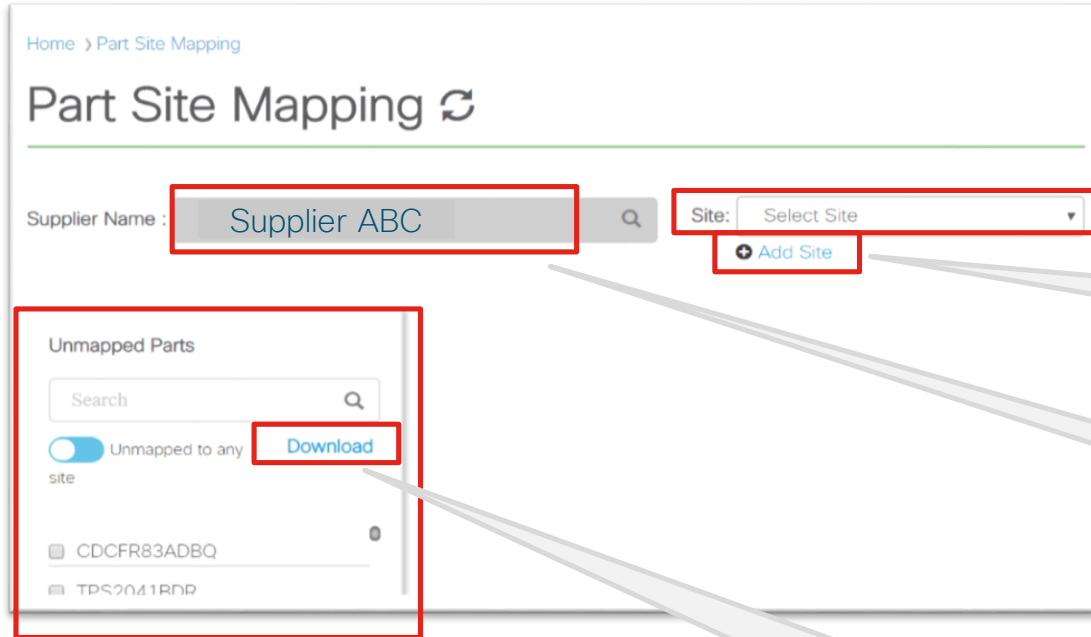 Home > Part Site Mapping
Part Site Mapping
Supplier Name : Supplier ABC Site: Select Site
Add Site
Unmapped Parts
Search
Unmapped to any Download
site
CDCFR83ADBQ
TPS2041BDR